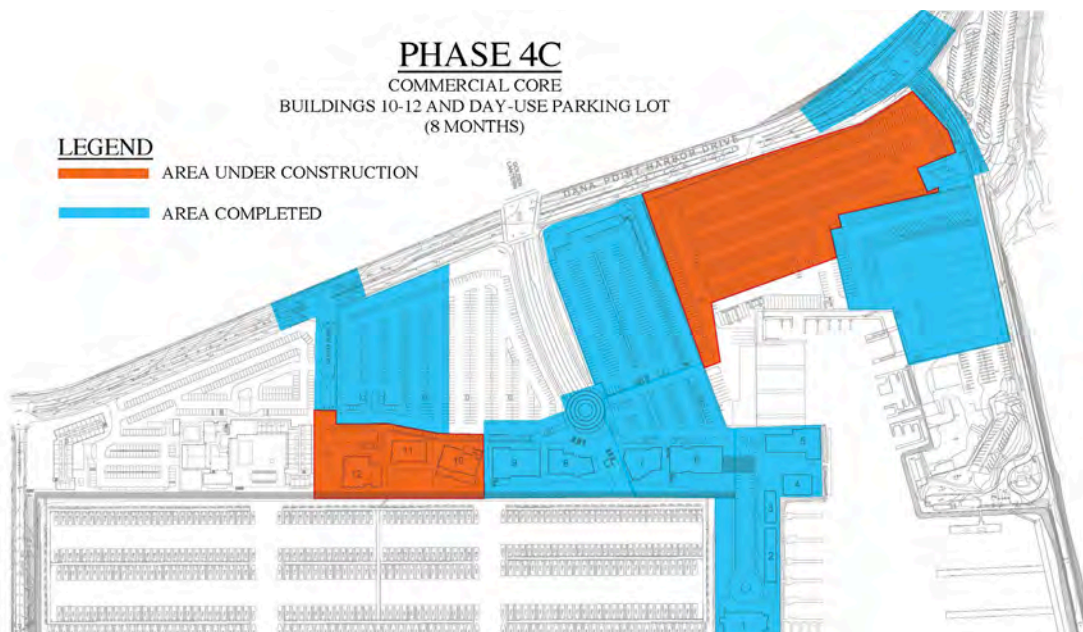 PHASE 4C
COMMERCIAL CORE
BUILDINGS 10-12 AND DAY-USE PARKING LOT
(8 MONTHS)
LEGEND
AREA UNDER CONSTRUCTION
AREA COMPLETED
DANA POINT HARBOR DRIVE
12
11
10
9
8
7
6
5
4
3
2
1